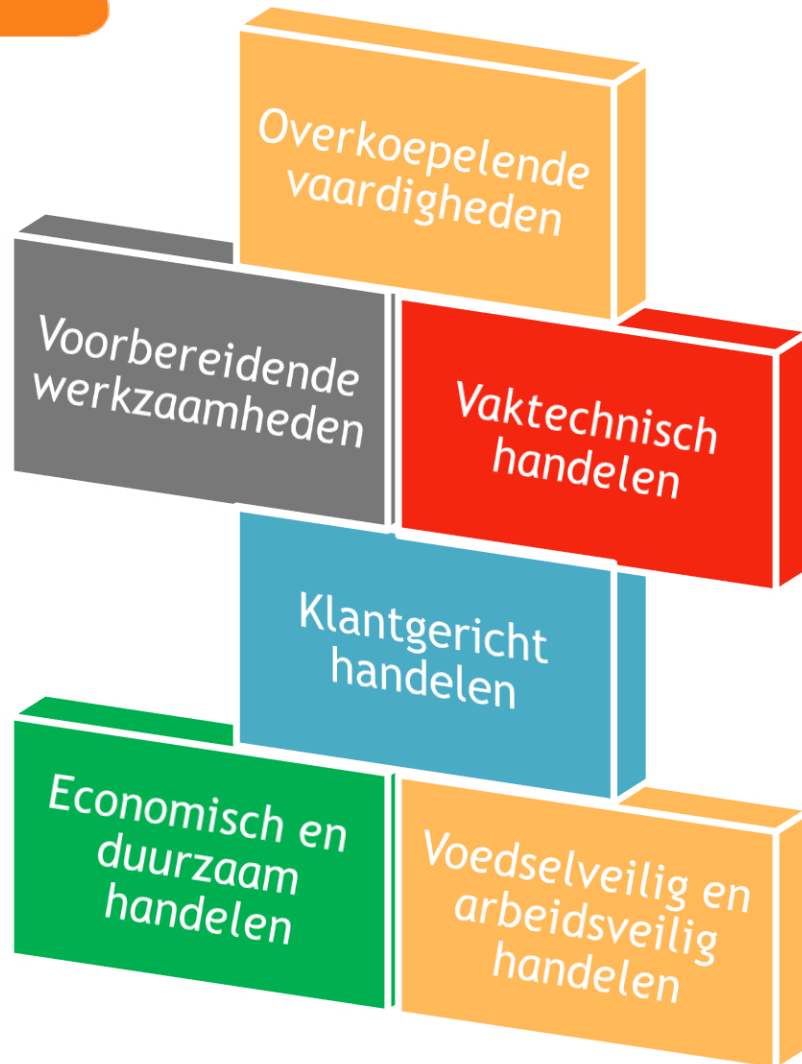 Overkoepelende
vaardigheden
Voorbereidende
werkzaamheden
Vaktechnisch
handelen
Klantgericht
handelen
Economisch en
duurzaam
handelen
Voedselveilig en
arbeidsveilig
handelen